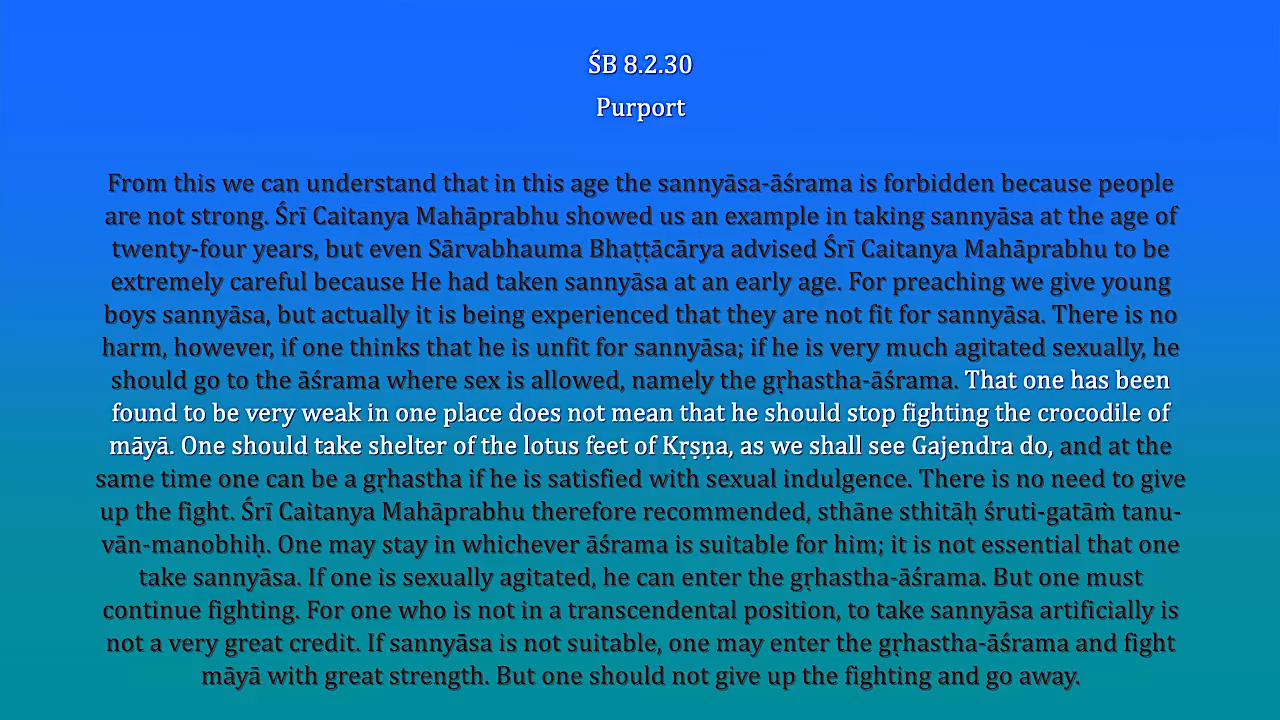 ŚB 8.2.30
Purport
From this we can understand that in this age the sannyāsa-āśrama is forbidden because people
are not strong. Śrī Caitanya Mahāprabhu showed us an example in taking sannyāsa at the age of
twenty-four years, but even Sārvabhauma Bhaṭṭācārya advised Śrī Caitanya Mahāprabhu to be
extremely careful because He had taken sannyāsa at an early age. For preaching we give young
boys sannyāsa, but actually it is being experienced that they are not fit for sannyāsa. There is no
harm, however, if one thinks that he is unfit for sannyāsa; if he is very much agitated sexually, he
should go to the āśrama where sex is allowed, namely the gṛhastha-āśrama. That one has been
found to be very weak in one place does not mean that he should stop fighting the crocodile of
māyā. One should take shelter of the lotus feet of Kṛṣṇa, as we shall see Gajendra do, and at the
same time one can be a gṛhastha if he is satisfied with sexual indulgence. There is no need to give
up the fight. Śrī Caitanya Mahāprabhu therefore recommended, sthāne sthitāḥ śruti-gatāṁ tanu-
vān-manobhiḥ. One may stay in whichever āśrama is suitable for him; it is not essential that one
take sannyāsa. If one is sexually agitated, he can enter the gṛhastha-āśrama. But one must
continue fighting. For one who is not in a transcendental position, to take sannyāsa artificially is
not a very great credit. If sannyāsa is not suitable, one may enter the gṛhastha-āśrama and fight
māyā with great strength. But one should not give up the fighting and go away.